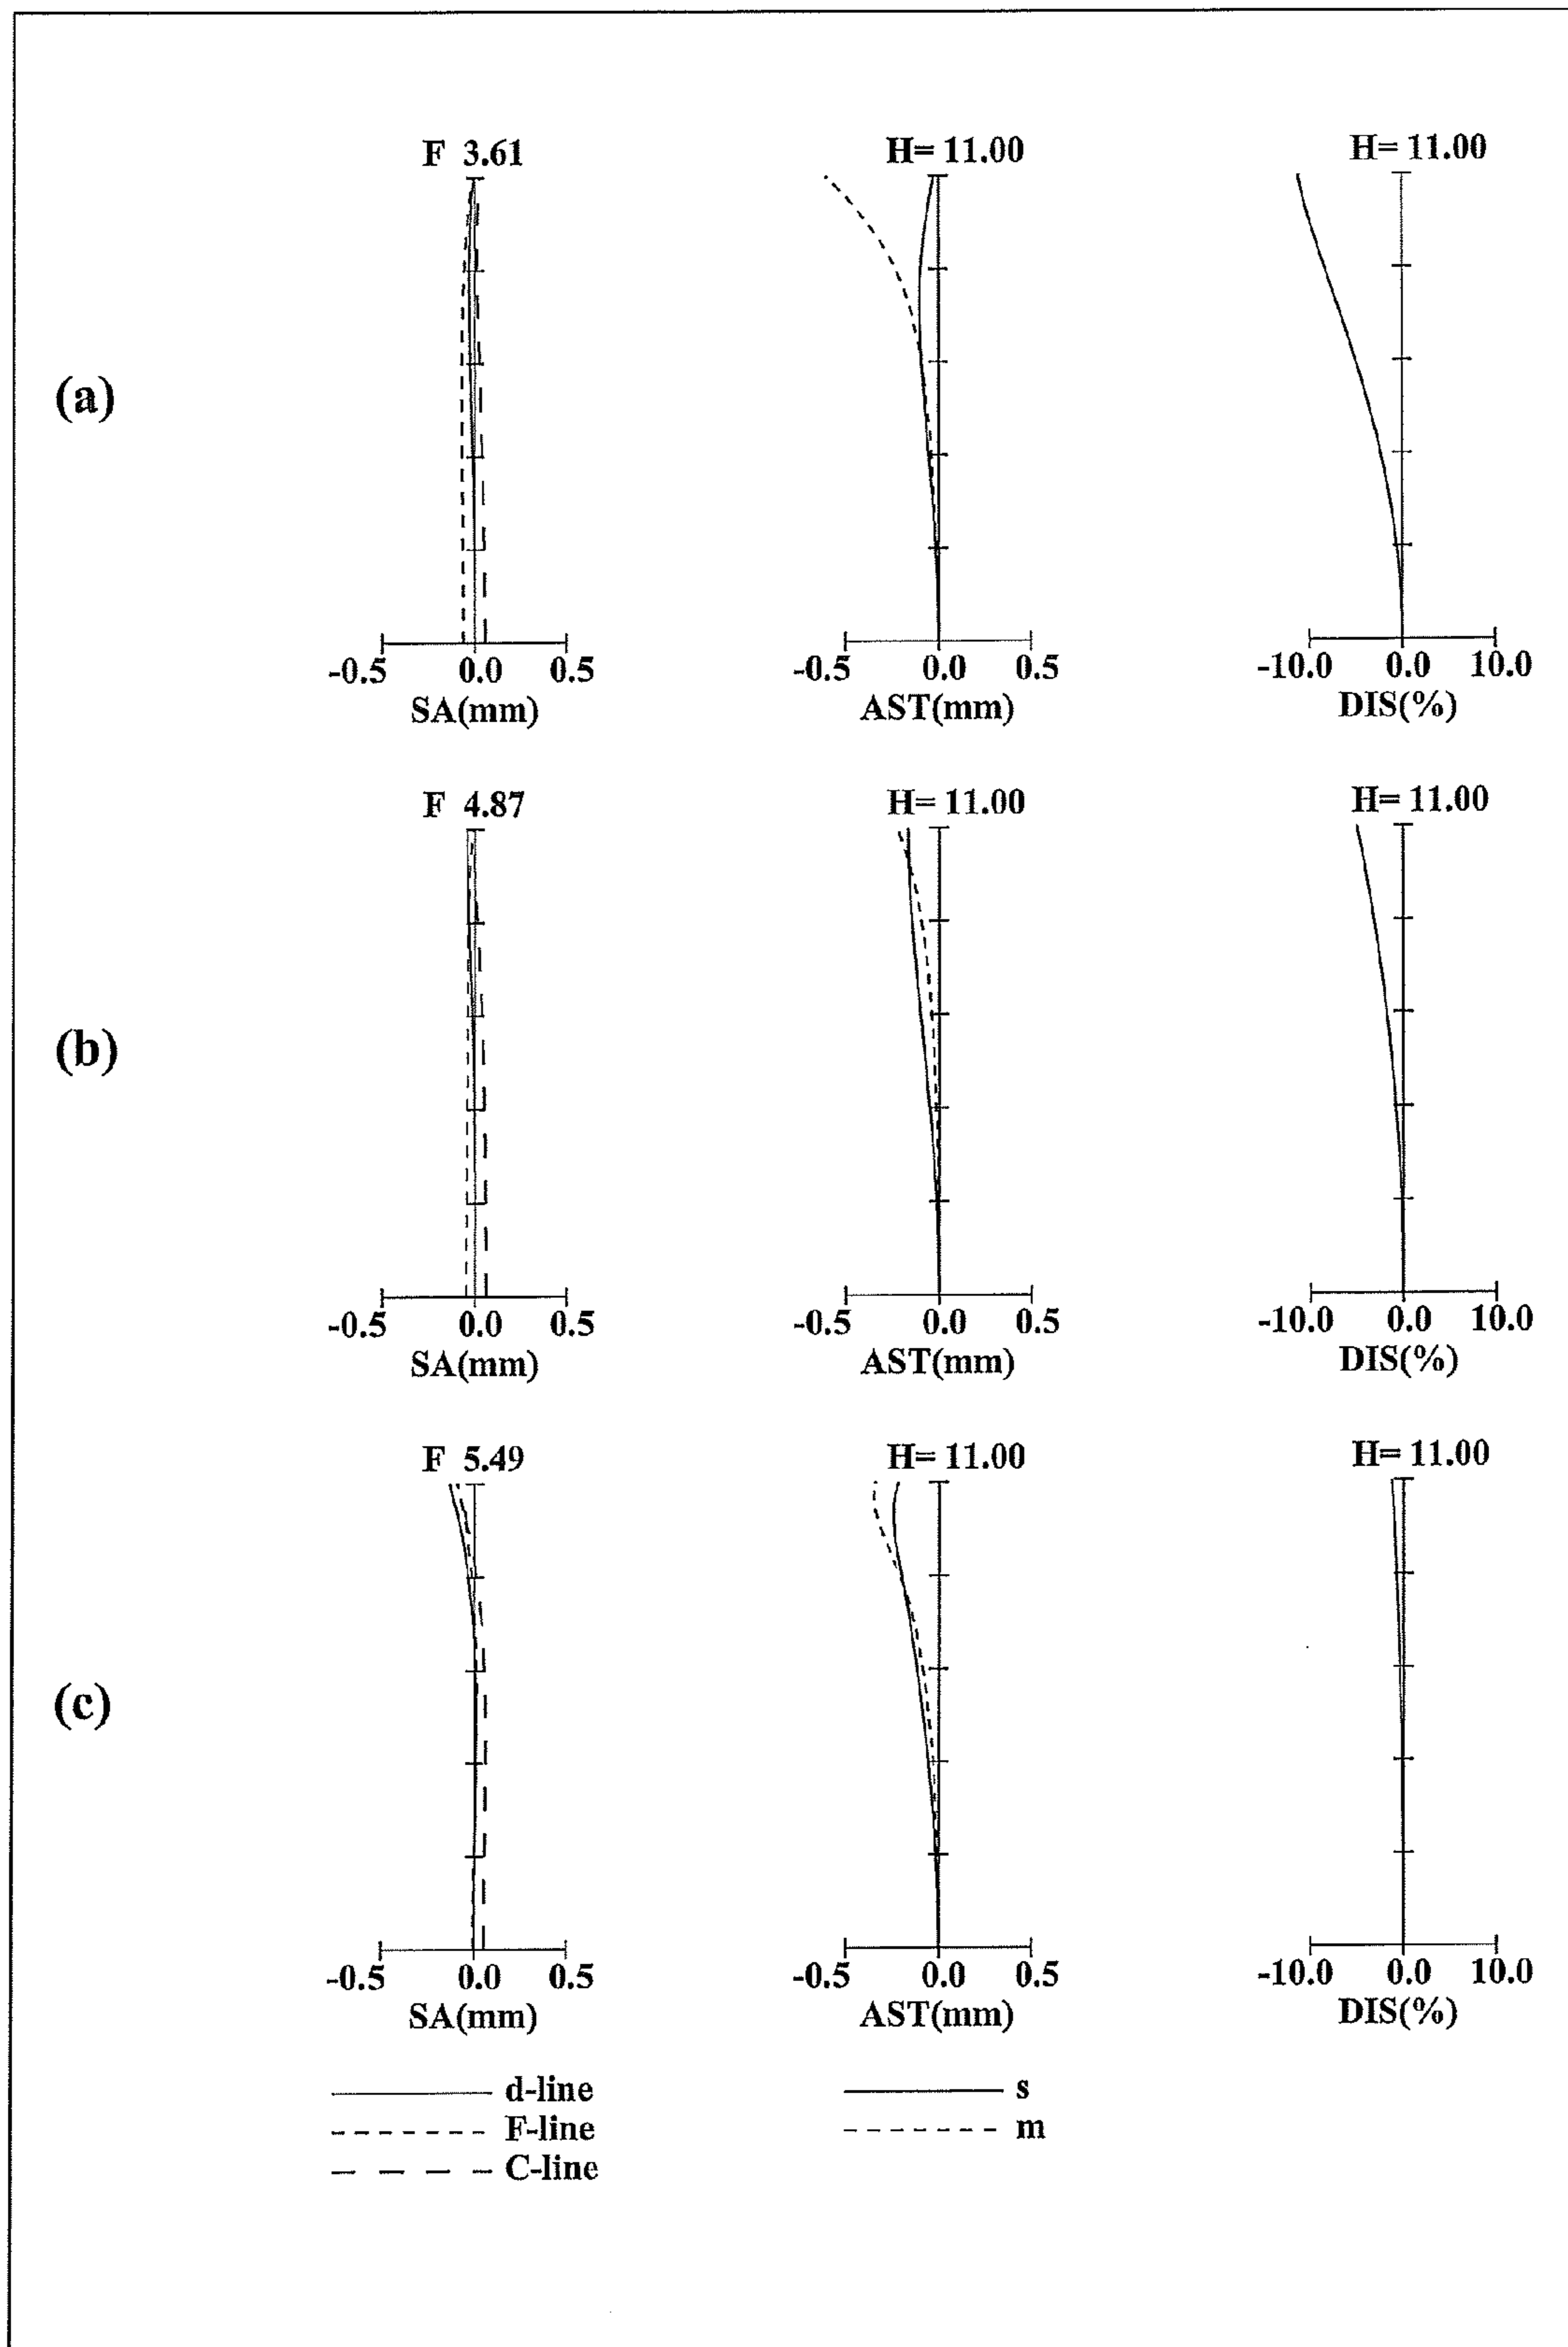 F 3.61 H= 11.00 H= 11.00
(a)
-0.5 0.0 0.5 -0.5 0.0 0.5 -10.0 0.0 10.0
SA(mm) AST(mm) DIS(%)
F 4.87 H= 11.00 H= 11.00
(b)
-0.5 0.0 0.5 -0.5 0.0 0.5 -10.0 0.0 10.0
SA(mm) AST(mm) DIS(%)
F 5.49 H= 11.00 H= 11.00
(c)
-0.5 0.0 0.5 -0.5 0.0 0.5 -10.0 0.0 10.0
SA(mm) AST(mm) DIS(%)
d-line s
F-line m
C-line